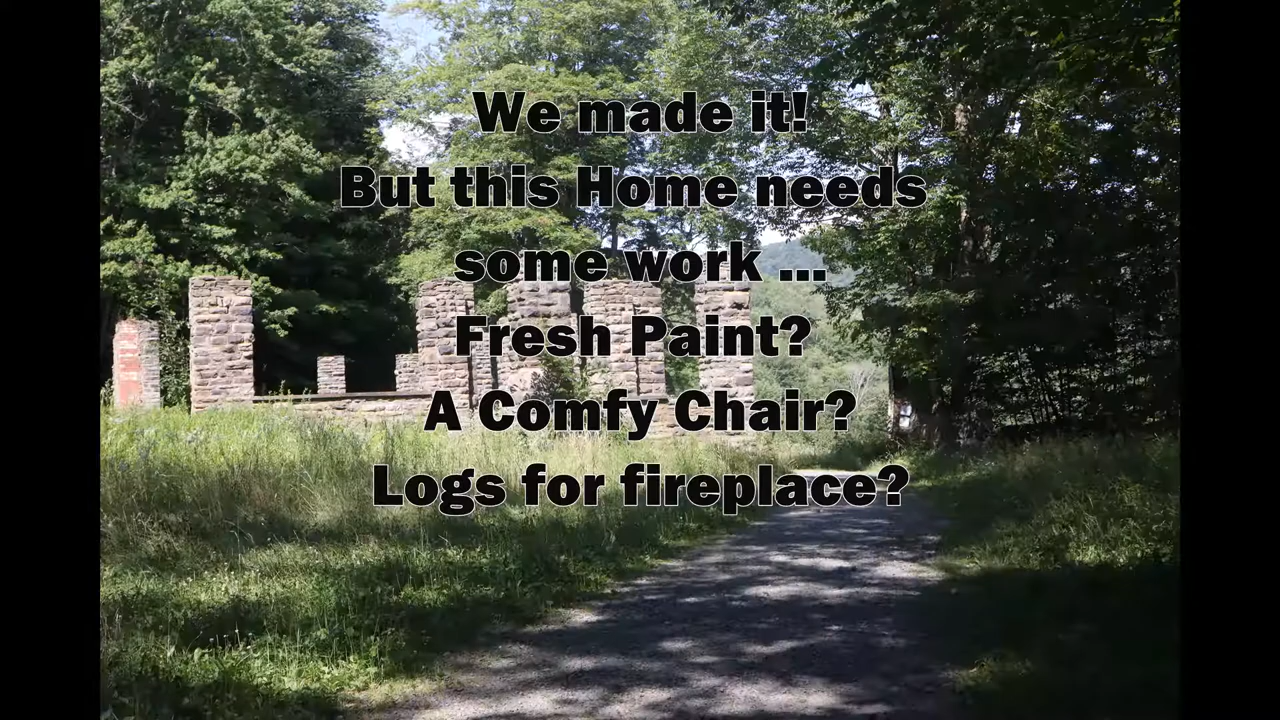 We made it!
But this Home needs
some work ...
Fresh Paint?
A Comfy Chair?
Logs for fireplace?